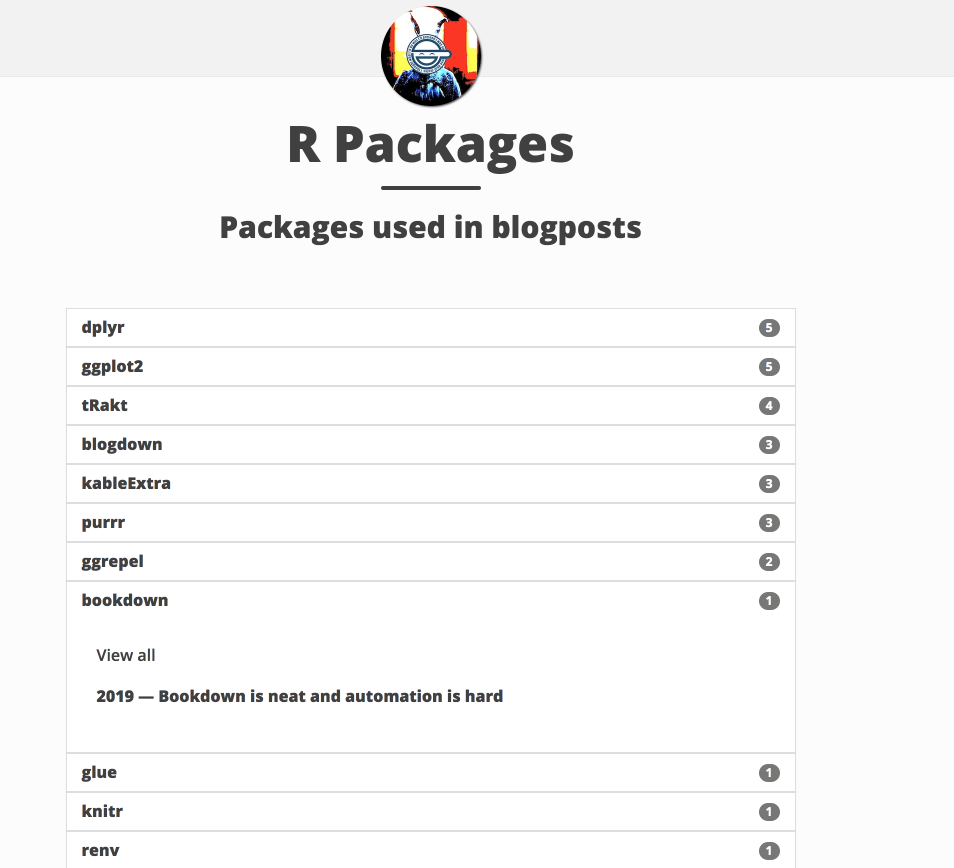 R Packages
Packages used in blogposts
dplyr 5
ggplot2 5
tRakt 4
blogdown 3
kableExtra 3
purrr 3
ggrepel 2
bookdown 1
View all
2019 — Bookdown is neat and automation is hard
glue 1
knitr 1
renv 1